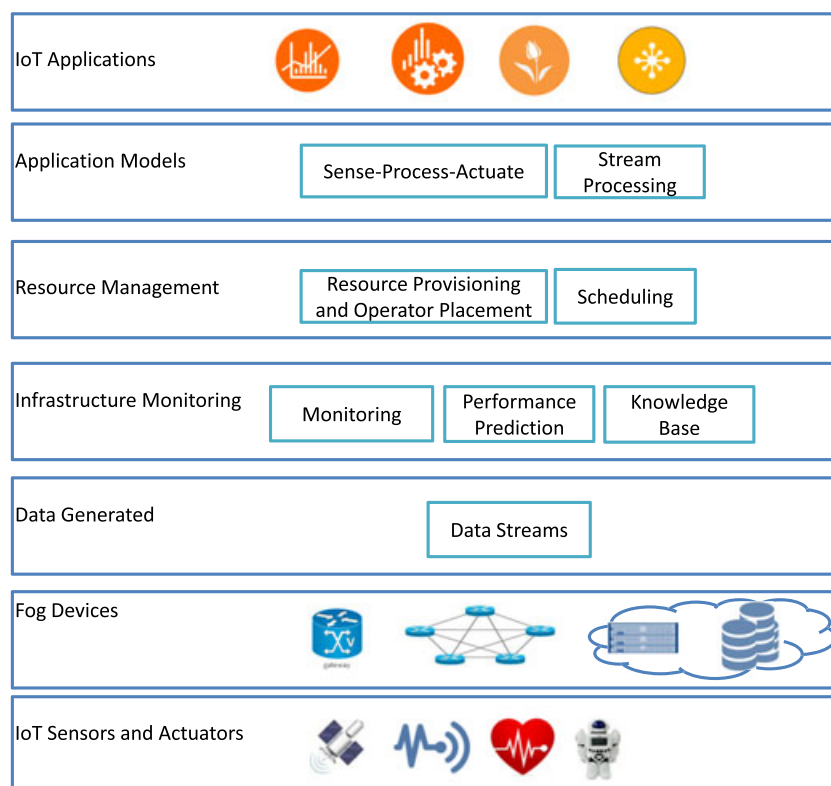 IoT Applications
Application Models
Sense-Process-Actuate
Stream
Processing
Resource Management
Resource Provisioning
and Operator Placement
Scheduling
Infrastructure Monitoring
Monitoring
Performance
Prediction
Knowledge
Base
Data Generated
Data Streams
Fog Devices
gateway
IoT Sensors and Actuators